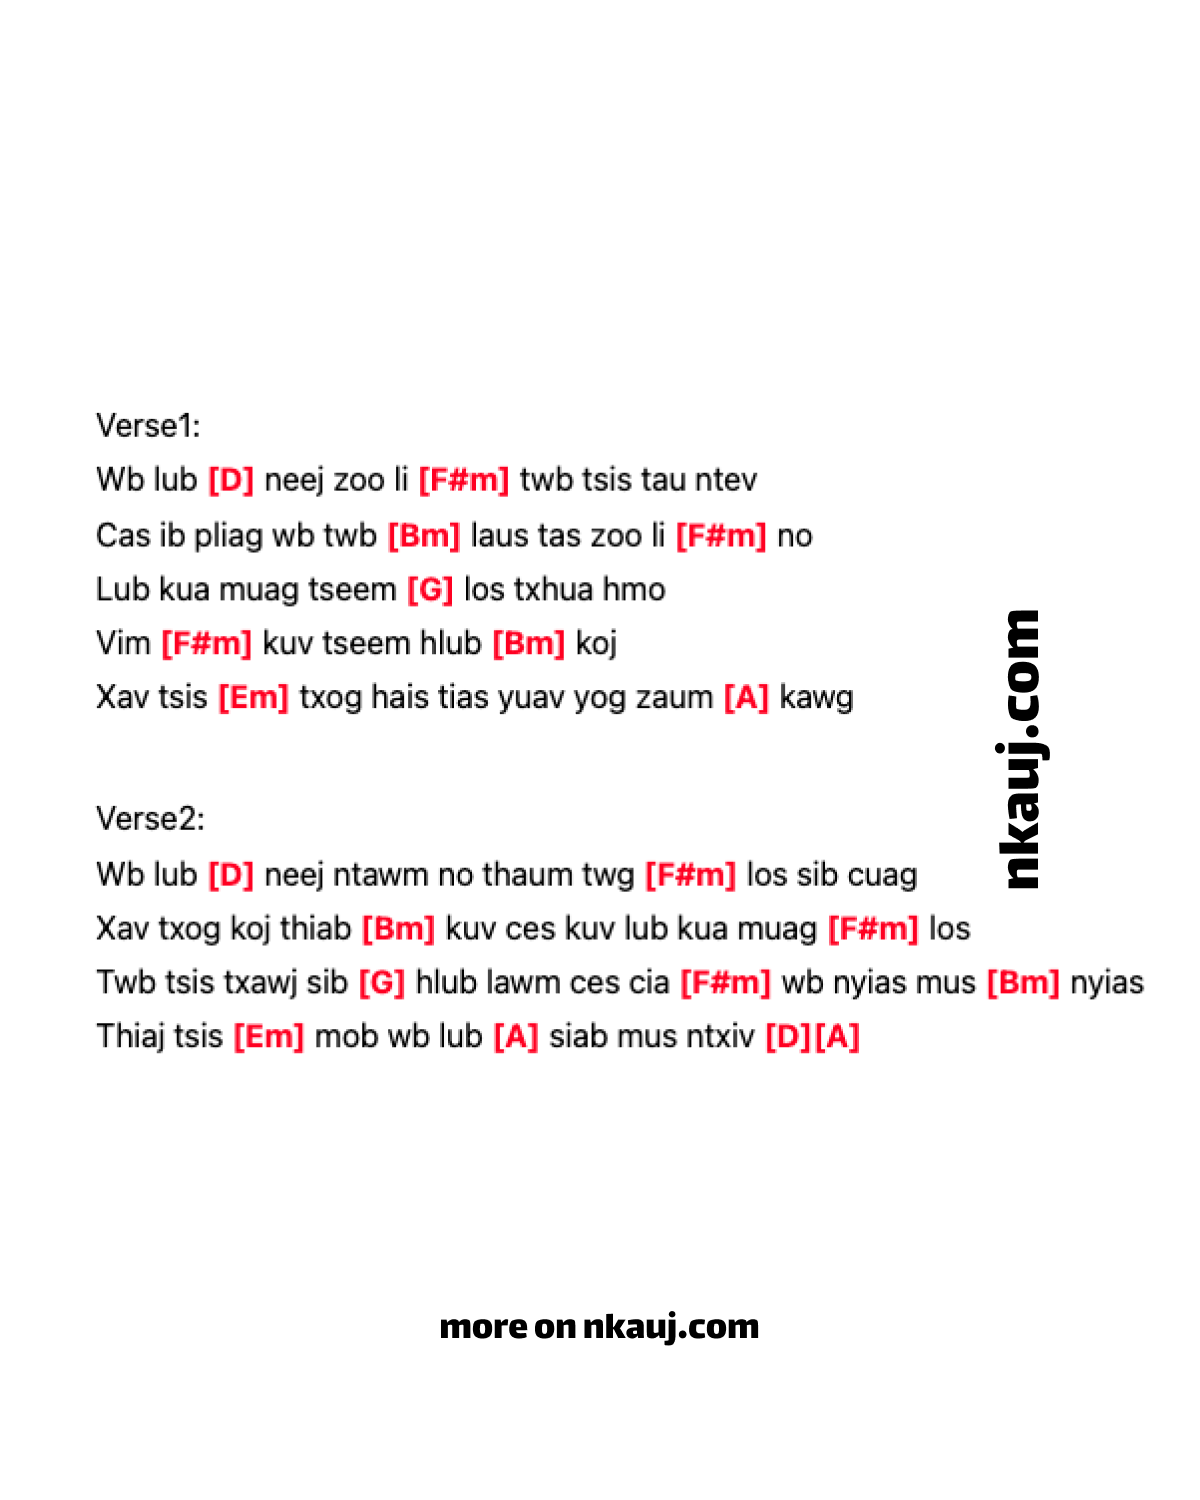 Verse1:
Wb lub [D] neej zoo li [F#m] twb tsis tau ntev
Cas ib pliag wb twb [Bm] laus tas zoo li [F#m] no
Lub kua muag tseem [G] los txhua hmo
Vim [F#m] kuv tseem hlub [Bm] koj
Xav tsis [Em] txog hais tias yuav yog zaum [A] kawg
Verse2:
Wb lub [D] neej ntawm no thaum twg [F#m] los sib cuag
Xav txog koj thiab [Bm] kuv ces kuv lub kua muag [F#m] los
Twb tsis txawj sib [G] hlub lawm ces cia [F#m] wb nyias mus [Bm] nyias
Thiaj tsis [Em] mob wb lub [A] siab mus ntxiv [D][A]
nkauj.com
more on nkauj.com